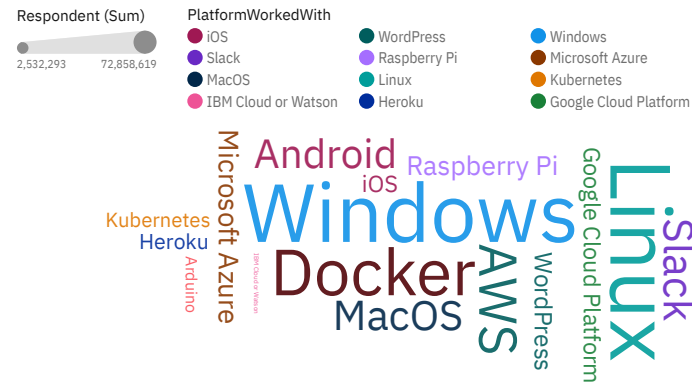 Respondent (Sum)
2,532,293 72,858,619
PlatformWorkedWith
iOS
Slack
MacOS
IBM Cloud or Watson
WordPress
Raspberry Pi
Linux
Heroku
Windows
Microsoft Azure
Kubernetes
Google Cloud Platform
Microsoft Azure
Android
Raspberry Pi
iOS
Windows
Kubernetes
Heroku
Arduino
IBM Cloud or Watson
Docker
MacOS
AWS
WordPress
Google Cloud Platform
Linux
Slack